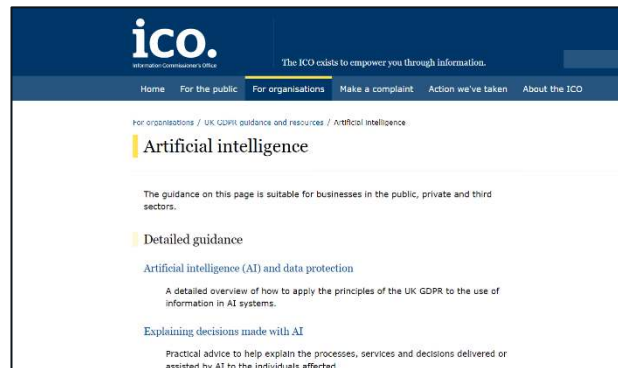 ico.
Information Commissioner's Office
The ICO exists to empower you through information.
Home For the public For organisations Make a complaint Action we've taken About the ICO
For organisations / UK GDPR guidance and resources / Artificial intelligence
Artificial intelligence
The guidance on this page is suitable for businesses in the public, private and third
sectors.
Detailed guidance
Artificial intelligence (AI) and data protection
A detailed overview of how to apply the principles of the UK GDPR to the use of
information in AI systems.
Explaining decisions made with AI
Practical advice to help explain the processes, services and decisions delivered or
assisted by AI to the individuals affected.